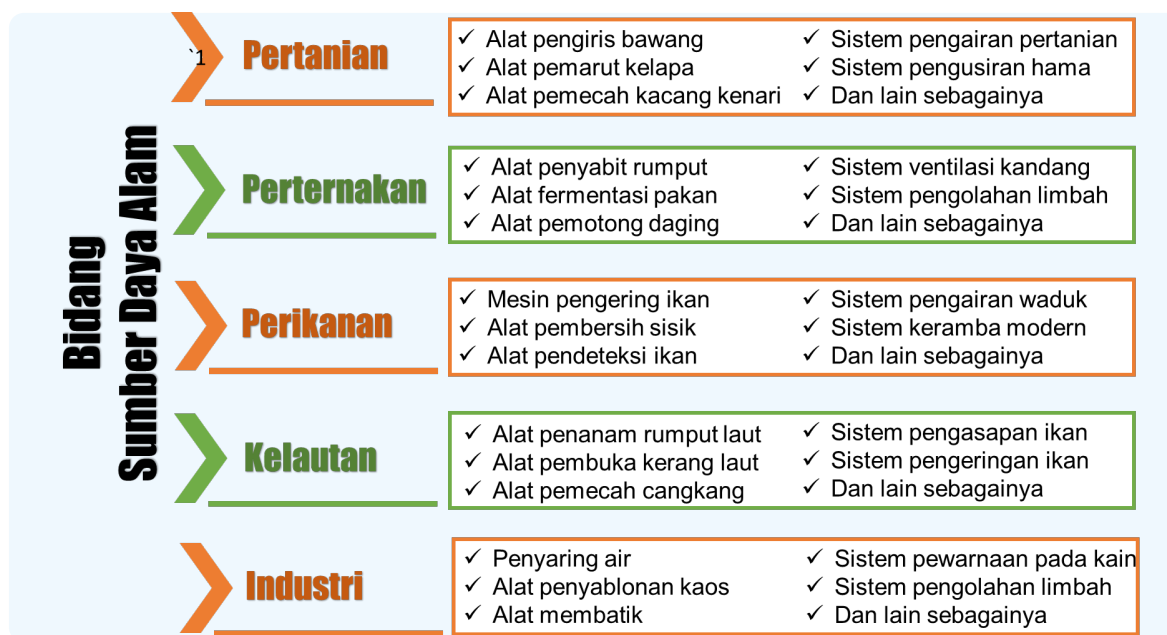 Bidang
Sumber Daya Alam
`1
Pertanian
✓ Alat pengiris bawang
✓ Alat pemarut kelapa
✓ Alat pemecah kacang kenari
✓ Sistem pengairan pertanian
✓ Sistem pengusiran hama
✓ Dan lain sebagainya
Perternakan
✓ Alat penyabit rumput
✓ Alat fermentasi pakan
✓ Alat pemotong daging
✓ Sistem ventilasi kandang
✓ Sistem pengolahan limbah
✓ Dan lain sebagainya
Perikanan
✓ Mesin pengering ikan
✓ Alat pembersih sisik
✓ Alat pendeteksi ikan
✓ Sistem pengairan waduk
✓ Sistem keramba modern
✓ Dan lain sebagainya
Kelautan
✓ Alat penanam rumput laut
✓ Alat pembuka kerang laut
✓ Alat pemecah cangkang
✓ Sistem pengasapan ikan
✓ Sistem pengeringan ikan
✓ Dan lain sebagainya
Industri
✓ Penyaring air
✓ Alat penyablonan kaos
✓ Alat membatik
✓ Sistem pewarnaan pada kain
✓ Sistem pengolahan limbah
✓ Dan lain sebagainya